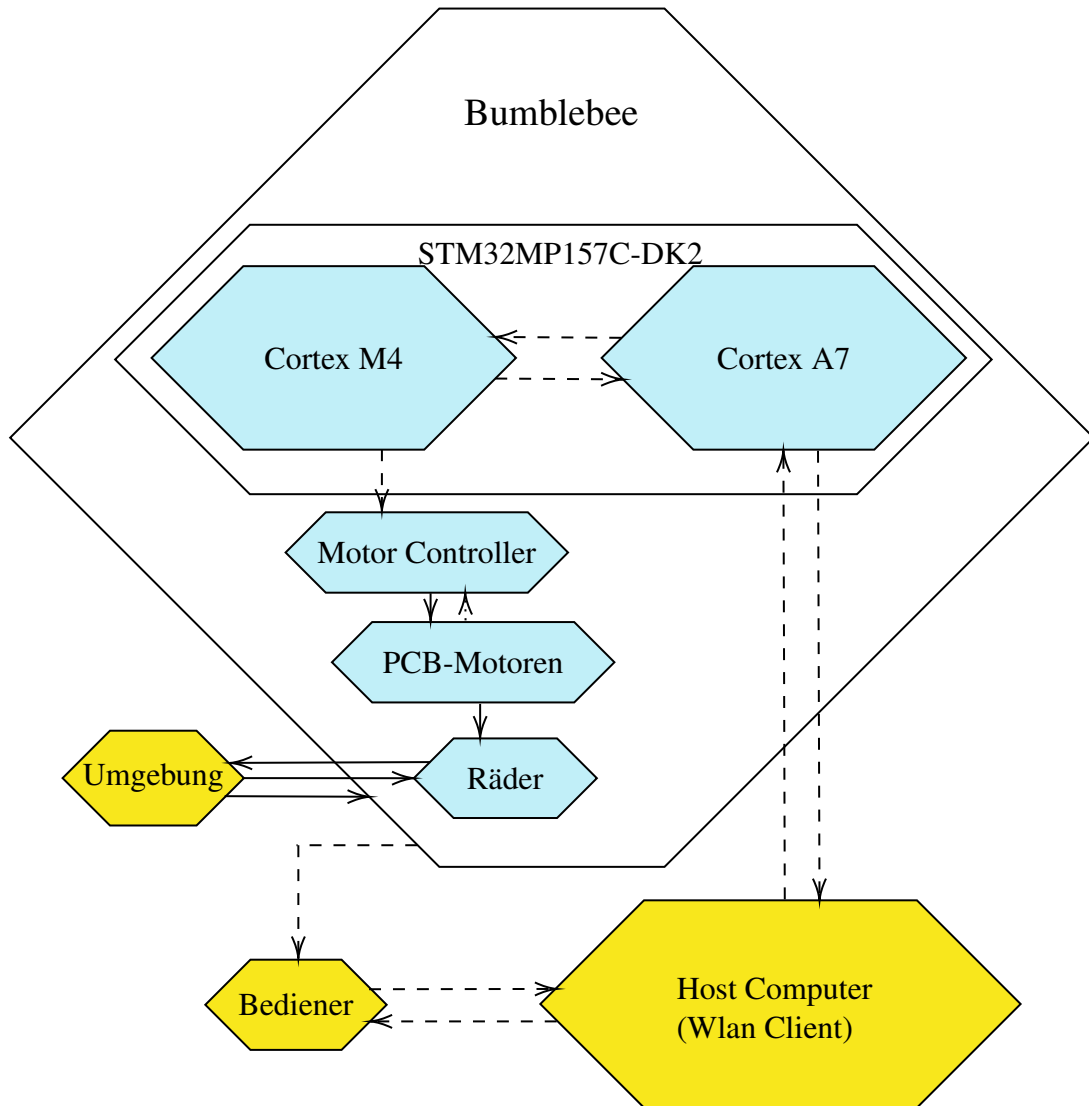 Bumblebee
STM32MP157C-DK2
Cortex M4
Cortex A7
Motor Controller
PCB-Motoren
Umgebung
Räder
Bediener
Host Computer
(Wlan Client)